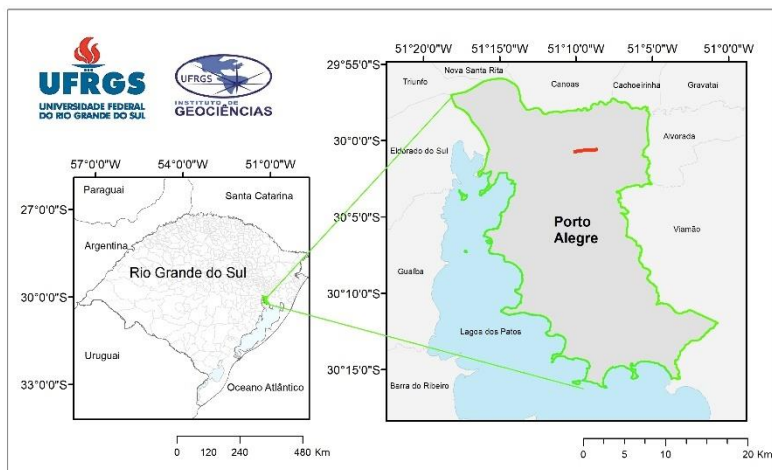 UFRGS
UNIVERSIDADE FEDERAL
DO RIO GRANDE DO SUL
UFRGS
INSTITUTO DE
GEOCIÊNCIAS
57°0'0"W 54°0'0"W 51°0'0"W
27°0'0"S
30°0'0"S
33°0'0"S
Paraguai
Santa Catarina
Argentina
Rio Grande do Sul
Uruguai
Oceano Atlântico
0 120 240 480 Km
51°20'0"W 51°15'0"W 51°10'0"W 51°5'0"W 51°0'0"W
29°55'0"S
30°0'0"S
30°5'0"S
30°10'0"S
30°15'0"S
Nova Santa Rita
Triunfo
Canoas
Cachoeirinha
Gravataí
Alvorada
Eldorado do Sul
Porto
Alegre
Viamão
Guaíba
Lagoa dos Patos
Barra do Ribeiro
0 5 10 20 Km